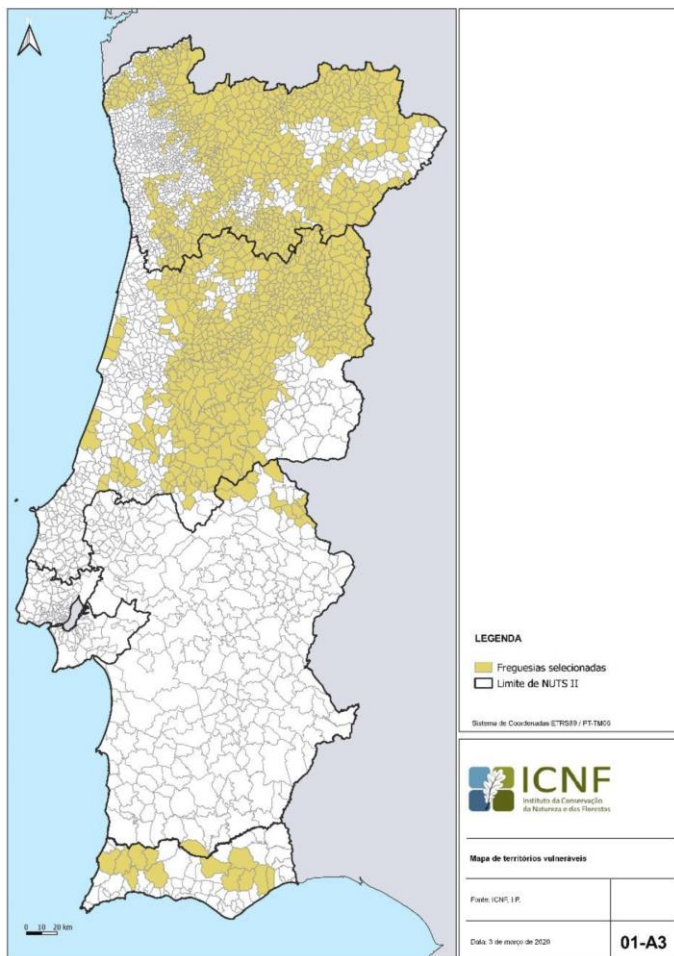 LEGENDA
Freguesias selecionadas
Limite de NUTS II
Sistema de Coordenadas ETRS89 / PT-TM06
ICNF
Instituto da Conservação
da Natureza e das Florestas
Mapa de territórios vulneráveis
Fonte: ICNF, I.P.
Data: 3 de março de 2020
01-A3
0 10 20 km